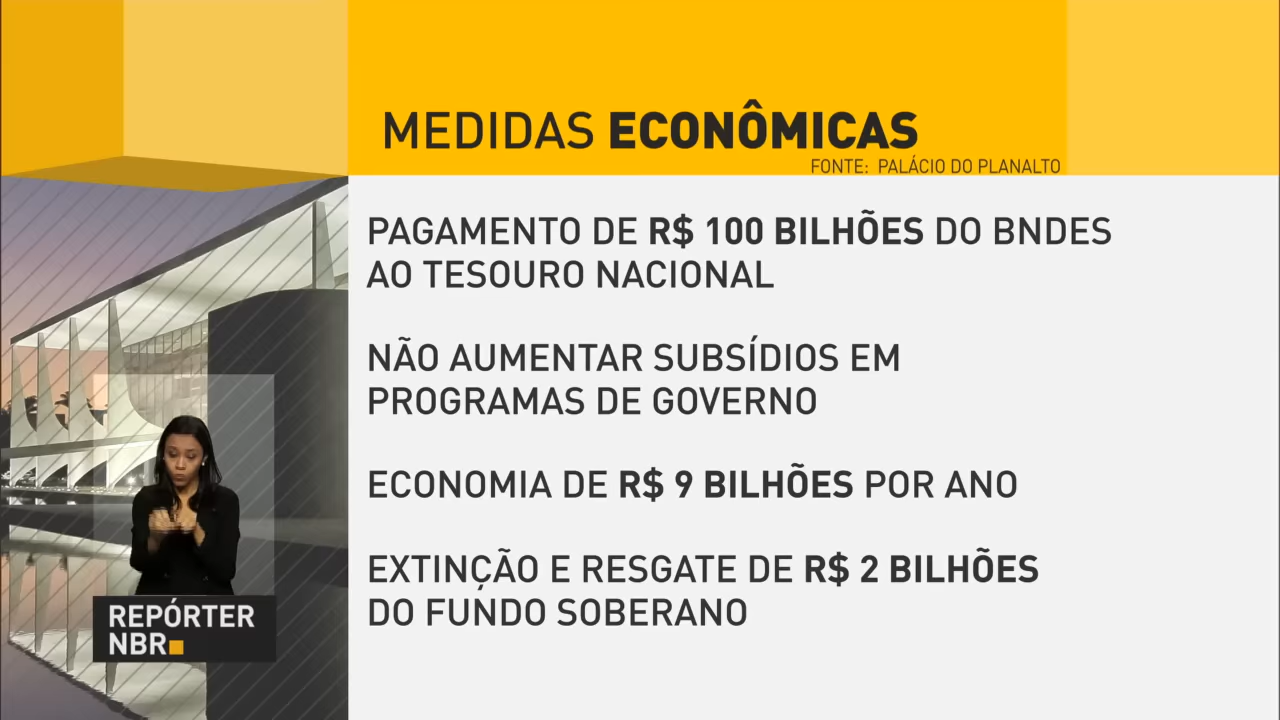 MEDIDAS ECONÔMICAS
FONTE: PALÁCIO DO PLANALTO
PAGAMENTO DE R$ 100 BILHÕES DO BNDES
AO TESOURO NACIONAL
NÃO AUMENTAR SUBSÍDIOS EM
PROGRAMAS DE GOVERNO
ECONOMIA DE R$ 9 BILHÕES POR ANO
EXTINÇÃO E RESGATE DE R$ 2 BILHÕES
DO FUNDO SOBERANO
REPÓRTER
NBR